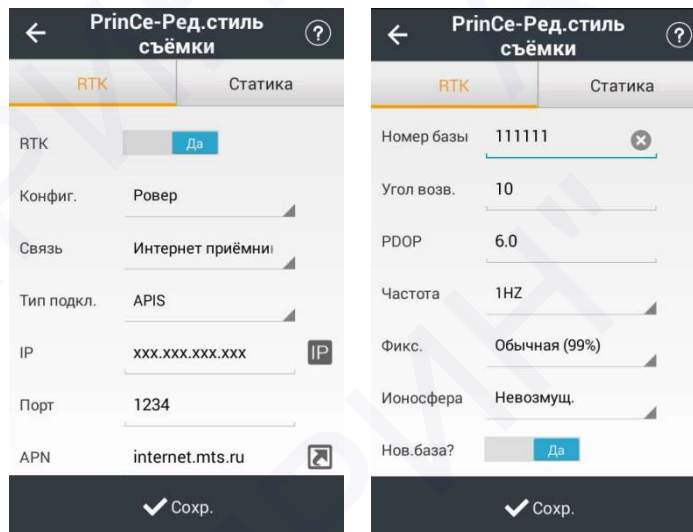 PrinCe-Ред.стиль
съёмки
?
RTK Статика
RTK Да
Конфиг. Ровер
Связь Интернет приёмни
Тип подкл. APIS
IP xxx.xxx.xxx.xxx IP
Порт 1234
APN internet.mts.ru
Сохр.
PrinCe-Ред.стиль
съёмки
?
RTK Статика
Номер базы 111111
Угол возв. 10
PDOP 6.0
Частота 1HZ
Фикс. Обычная (99%)
Ионосфера Невозмущ.
Нов.база? Да
Сохр.